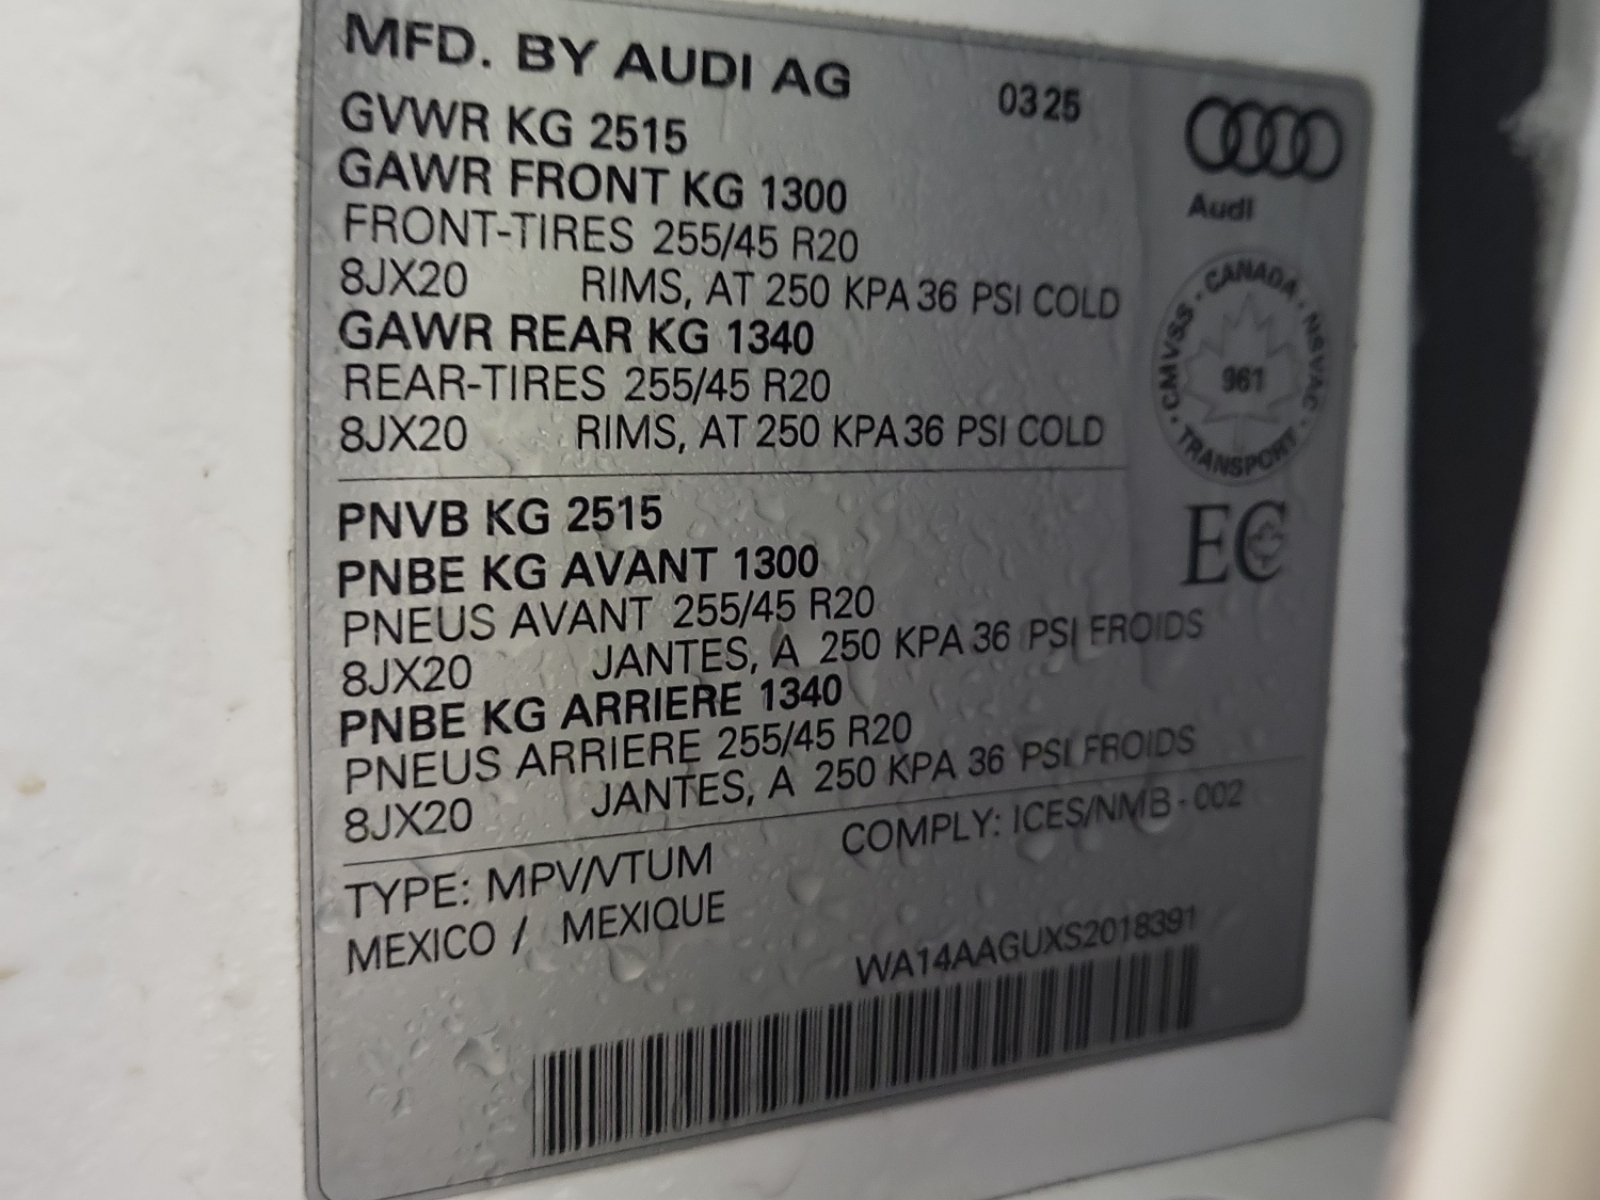 MFD. BY AUDI AG 0325
GVWR KG 2515
GAWR FRONT KG 1300
FRONT-TIRES 255/45 R20
8JX20 RIMS, AT 250 KPA 36 PSI COLD
GAWR REAR KG 1340
REAR-TIRES 255/45 R20
8JX20 RIMS, AT 250 KPA 36 PSI COLD
Audi
CMVSS · CANADA · NSVAC · TRANSPORT ·
961
EC
PNVB KG 2515
PNBE KG AVANT 1300
PNEUS AVANT 255/45 R20
8JX20 JANTES, A 250 KPA 36 PSI FROIDS
PNBE KG ARRIERE 1340
PNEUS ARRIERE 255/45 R20
8JX20 JANTES, A 250 KPA 36 PSI FROIDS
TYPE: MPV/VTUM COMPLY: ICES/NMB - 002
MEXICO / MEXIQUE
WA14AAGUXS2018391